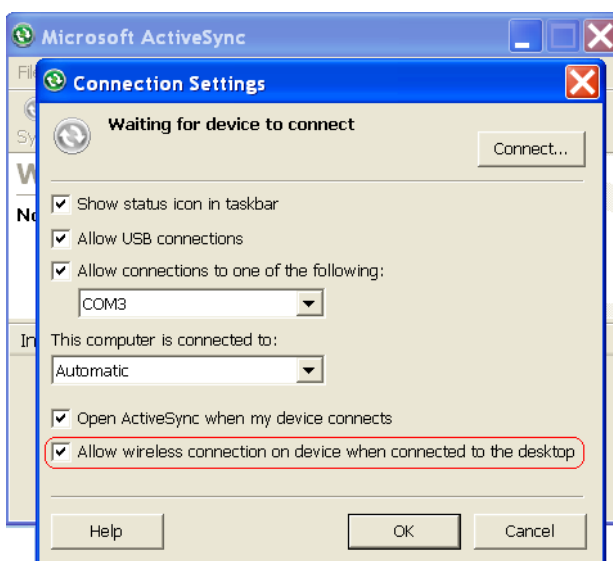 Microsoft ActiveSync
Connection Settings
Waiting for device to connect
Connect...
Show status icon in taskbar
Allow USB connections
Allow connections to one of the following:
COM3
This computer is connected to:
Automatic
Open ActiveSync when my device connects
Allow wireless connection on device when connected to the desktop
Help
OK
Cancel